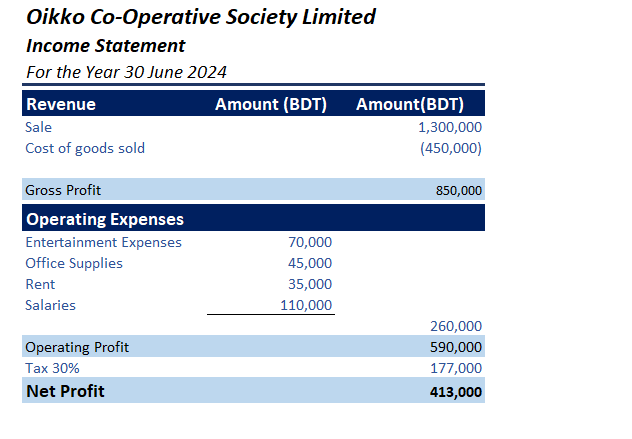 Oikko Co-Operative Society Limited
Income Statement
For the Year 30 June 2024
Revenue Amount (BDT) Amount(BDT)
Sale 1,300,000
Cost of goods sold (450,000)
Gross Profit 850,000
Operating Expenses
Entertainment Expenses 70,000
Office Supplies 45,000
Rent 35,000
Salaries 110,000
260,000
Operating Profit 590,000
Tax 30% 177,000
Net Profit 413,000